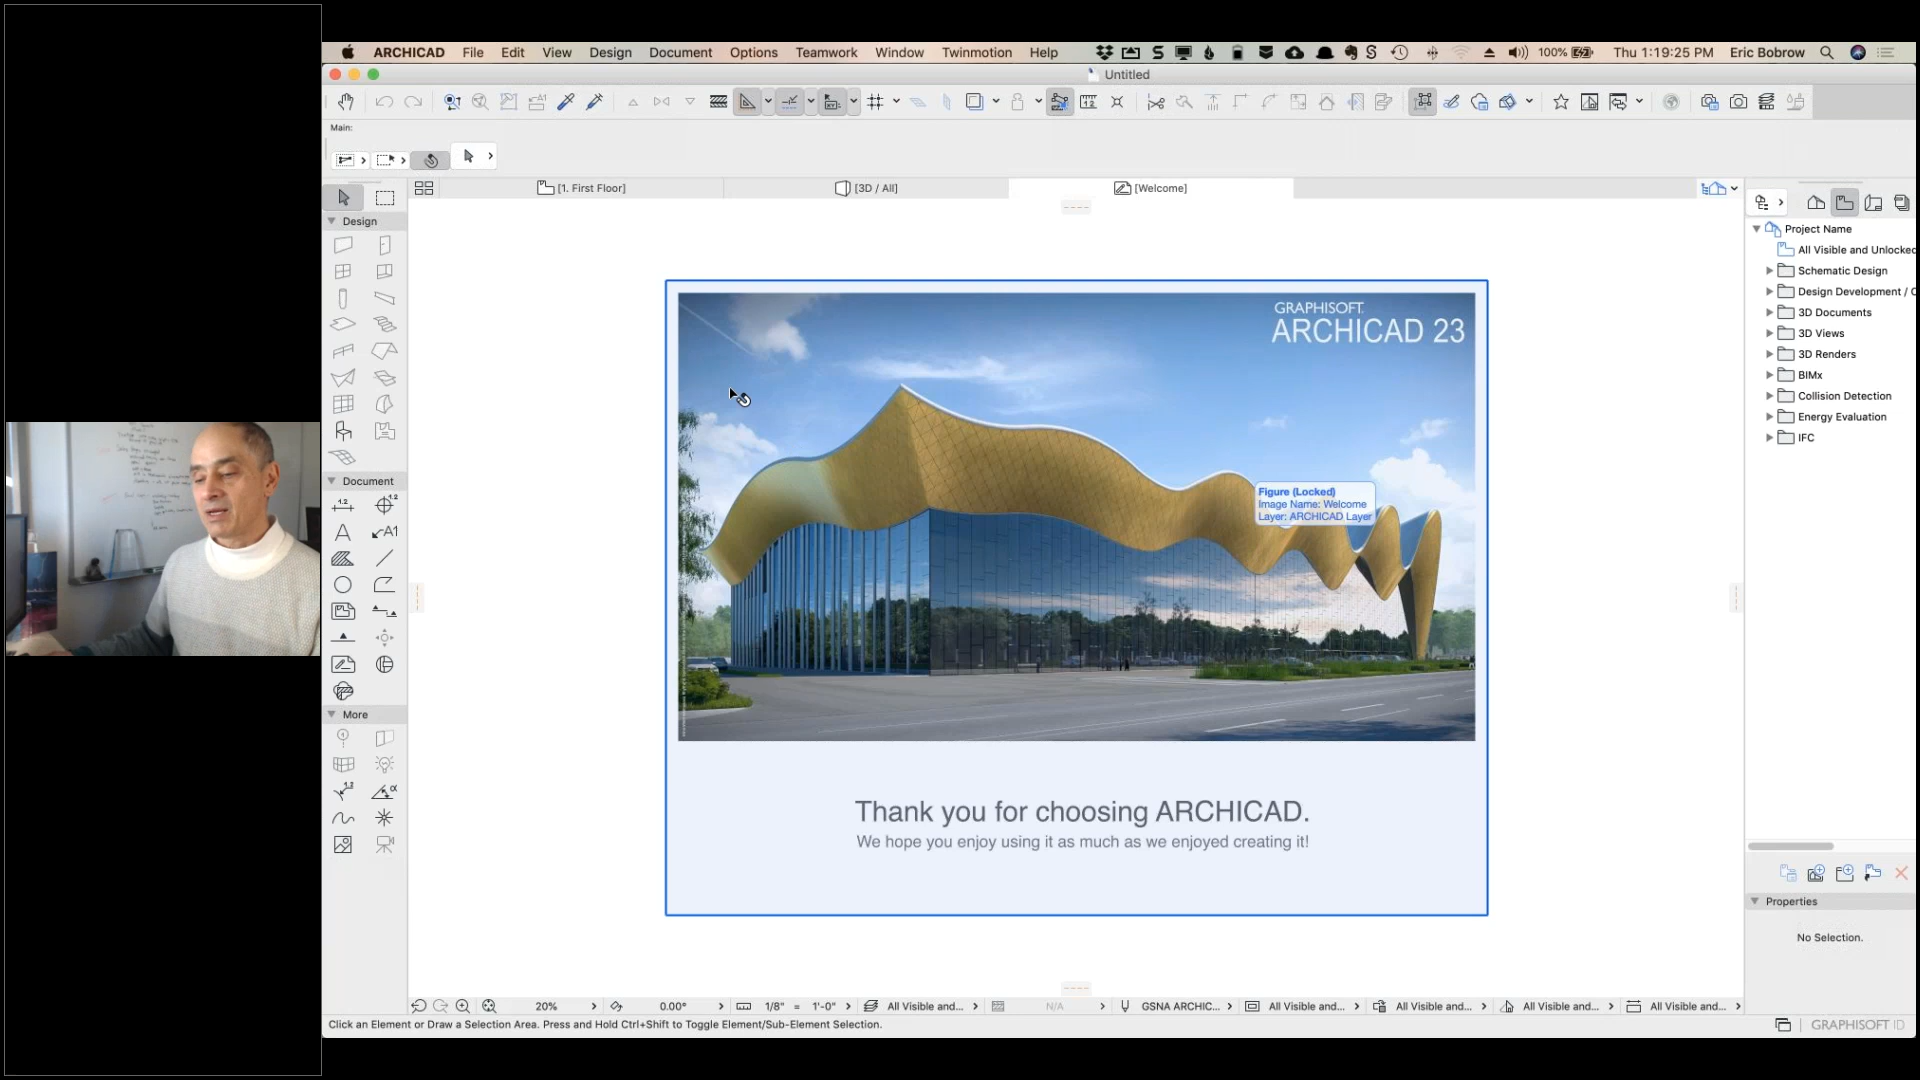 ARCHICAD File Edit View Design Document Options Teamwork Window Twinmotion Help 100% Thu 1:19:25 PM Eric Bobrow
Untitled
Main:
[1. First Floor] [3D / All] [Welcome]
Design
Document
More
GRAPHISOFT
ARCHICAD 23
Figure (Locked)
Image Name: Welcome
Layer: ARCHICAD Layer
Thank you for choosing ARCHICAD.
We hope you enjoy using it as much as we enjoyed creating it!
Project Name
All Visible and Unlocked
Schematic Design
Design Development / C
3D Documents
3D Views
3D Renders
BIMx
Collision Detection
Energy Evaluation
IFC
Properties
No Selection.
20% 0.00° 1/8" = 1'-0" All Visible and... N/A GSNA ARCHIC... All Visible and... All Visible and... All Visible and... All Visible and...
Click an Element or Draw a Selection Area. Press and Hold Ctrl+Shift to Toggle Element/Sub-Element Selection.
GRAPHISOFT ID